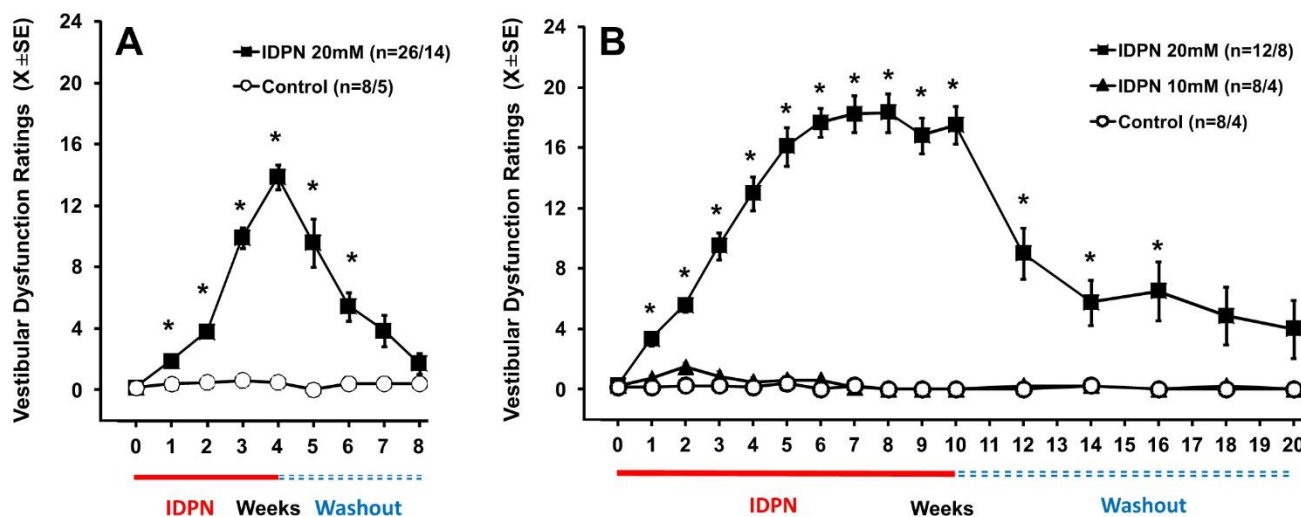 A
Vestibular Dysfunction Ratings (X ±SE)
24
20
16
12
8
4
0
IDPN 20mM (n=26/14)
Control (n=8/5)
* * * * * *
0 1 2 3 4 5 6 7 8
IDPN Weeks Washout
B
Vestibular Dysfunction Ratings (X ±SE)
24
20
16
12
8
4
0
IDPN 20mM (n=12/8)
IDPN 10mM (n=8/4)
Control (n=8/4)
* * * * * * * * * * * * *
0 1 2 3 4 5 6 7 8 9 10 11 12 13 14 15 16 17 18 19 20
IDPN Weeks Washout